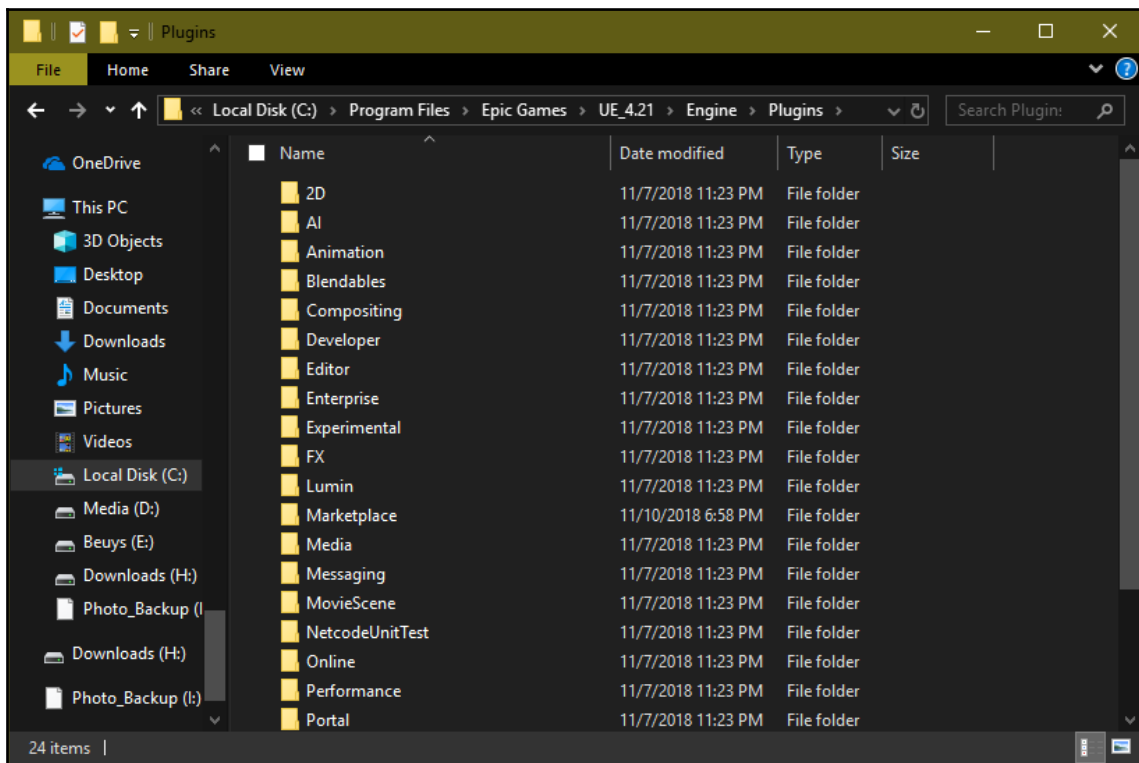 Plugins
File Home Share View
« Local Disk (C:) › Program Files › Epic Games › UE_4.21 › Engine › Plugins › Search Plugin:
OneDrive
This PC
3D Objects
Desktop
Documents
Downloads
Music
Pictures
Videos
Local Disk (C:)
Media (D:)
Beuys (E:)
Downloads (H:)
Photo_Backup (I
Downloads (H:)
Photo_Backup (I:)
Name Date modified Type Size
2D 11/7/2018 11:23 PM File folder
AI 11/7/2018 11:23 PM File folder
Animation 11/7/2018 11:23 PM File folder
Blendables 11/7/2018 11:23 PM File folder
Compositing 11/7/2018 11:23 PM File folder
Developer 11/7/2018 11:23 PM File folder
Editor 11/7/2018 11:23 PM File folder
Enterprise 11/7/2018 11:23 PM File folder
Experimental 11/7/2018 11:23 PM File folder
FX 11/7/2018 11:23 PM File folder
Lumin 11/7/2018 11:23 PM File folder
Marketplace 11/10/2018 6:58 PM File folder
Media 11/7/2018 11:23 PM File folder
Messaging 11/7/2018 11:23 PM File folder
MovieScene 11/7/2018 11:23 PM File folder
NetcodeUnitTest 11/7/2018 11:23 PM File folder
Online 11/7/2018 11:23 PM File folder
Performance 11/7/2018 11:23 PM File folder
Portal 11/7/2018 11:23 PM File folder
24 items